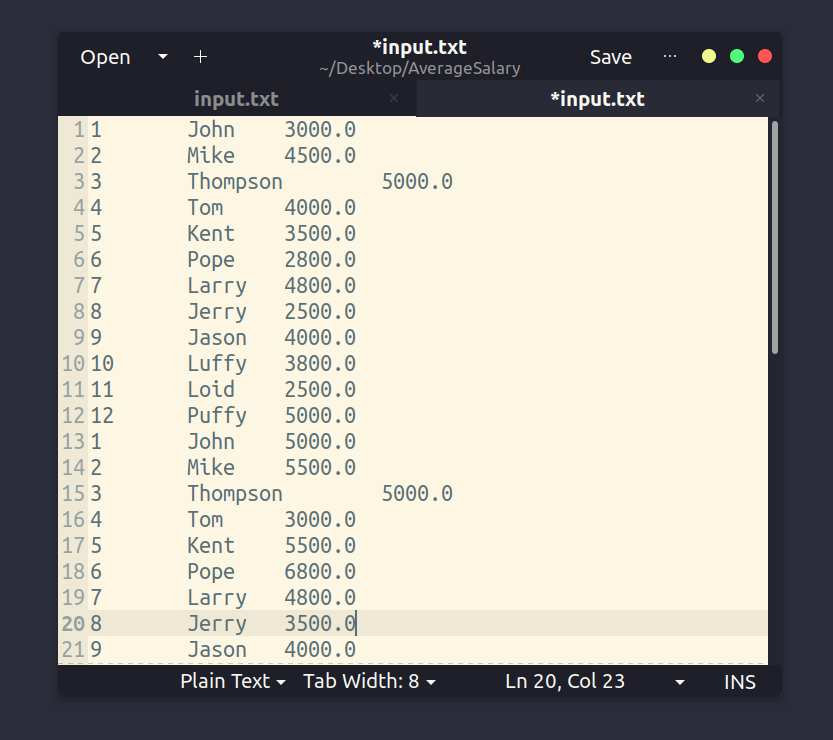 Open *input.txt Save ...
~/Desktop/AverageSalary
input.txt × *input.txt ×
1 1 John 3000.0
2 2 Mike 4500.0
3 3 Thompson 5000.0
4 4 Tom 4000.0
5 5 Kent 3500.0
6 6 Pope 2800.0
7 7 Larry 4800.0
8 8 Jerry 2500.0
9 9 Jason 4000.0
10 10 Luffy 3800.0
11 11 Loid 2500.0
12 12 Puffy 5000.0
13 1 John 5000.0
14 2 Mike 5500.0
15 3 Thompson 5000.0
16 4 Tom 3000.0
17 5 Kent 5500.0
18 6 Pope 6800.0
19 7 Larry 4800.0
20 8 Jerry 3500.0
21 9 Jason 4000.0
Plain Text Tab Width: 8 Ln 20, Col 23 INS